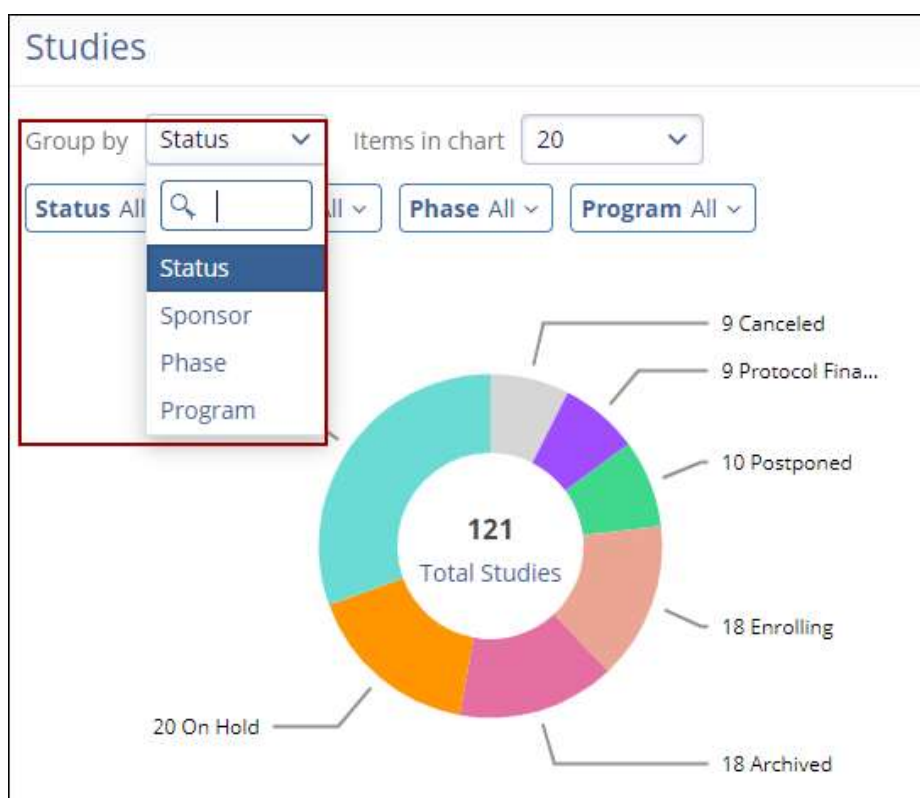 Studies
Group by Status Items in chart 20
Status All ll Phase All Program All
Status
Sponsor
Phase
Program
9 Canceled
9 Protocol Fina...
10 Postponed
121
Total Studies
18 Enrolling
20 On Hold
18 Archived